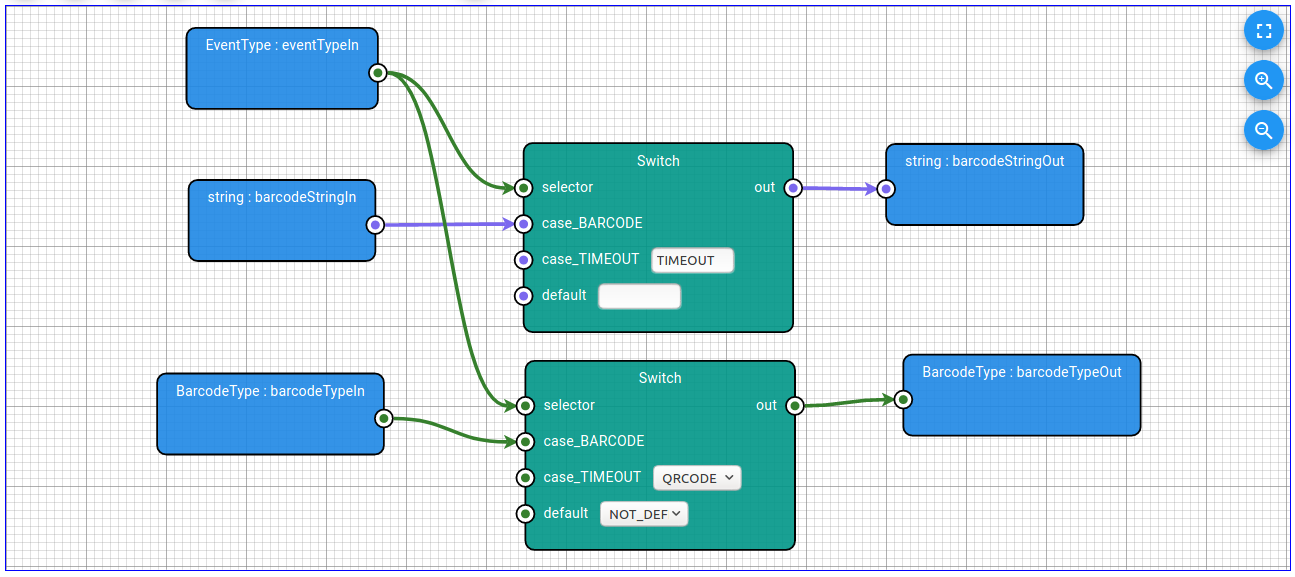 EventType : eventTypeIn
string : barcodeStringIn
BarcodeType : barcodeTypeIn
Switch
selector
out
case_BARCODE
case_TIMEOUT TIMEOUT
default
Switch
selector
out
case_BARCODE
case_TIMEOUT QRCODE
default NOT_DEF
string : barcodeStringOut
BarcodeType : barcodeTypeOut